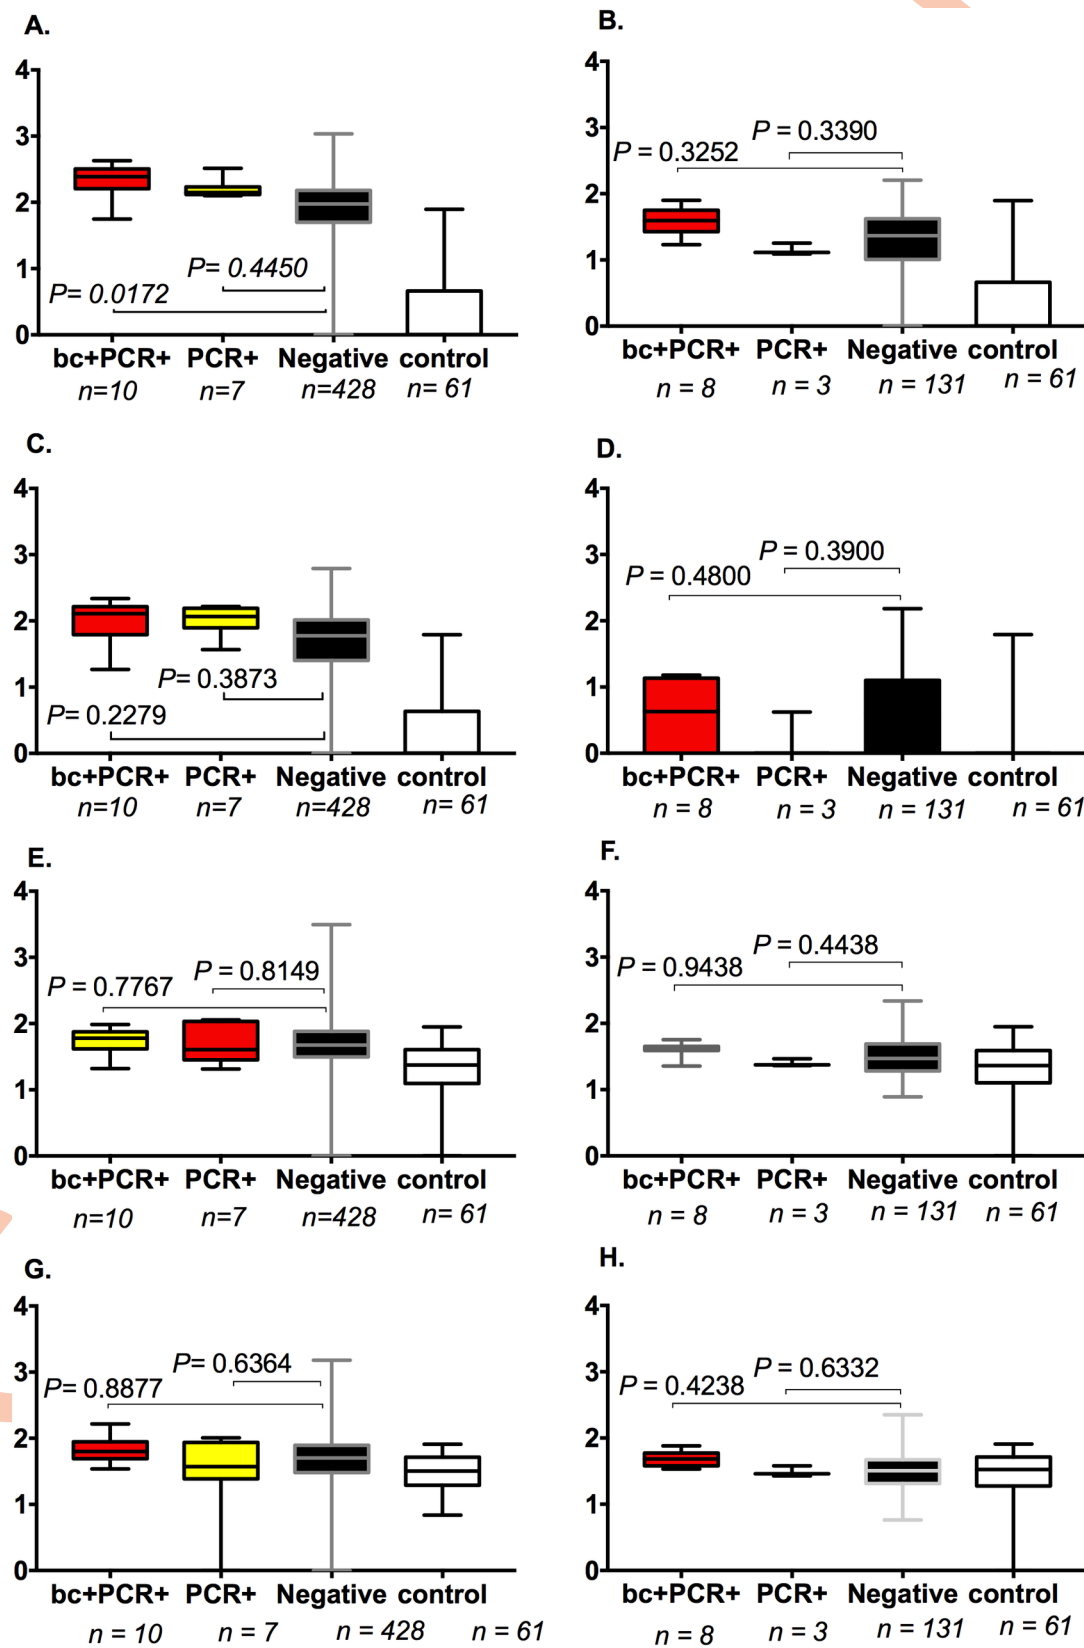 A.
4
3
2
1
0
P= 0.4450
P= 0.0172
bc+PCR+ PCR+ Negative control
n=10 n=7 n=428 n= 61
B.
4
3
2
1
0
P = 0.3390
P = 0.3252
bc+PCR+ PCR+ Negative control
n = 8 n = 3 n = 131 n = 61
C.
4
3
2
1
0
P= 0.3873
P= 0.2279
bc+PCR+ PCR+ Negative control
n=10 n=7 n=428 n= 61
D.
4
3
2
1
0
P = 0.3900
P = 0.4800
bc+PCR+ PCR+ Negative control
n = 8 n = 3 n = 131 n = 61
E.
4
3
2
1
0
P = 0.8149
P = 0.7767
bc+PCR+ PCR+ Negative control
n=10 n=7 n=428 n= 61
F.
4
3
2
1
0
P = 0.4438
P = 0.9438
bc+PCR+ PCR+ Negative control
n = 8 n = 3 n = 131 n = 61
G.
4
3
2
1
0
P= 0.6364
P= 0.8877
bc+PCR+ PCR+ Negative control
n = 10 n = 7 n = 428 n = 61
H.
4
3
2
1
0
P = 0.6332
P = 0.4238
bc+PCR+ PCR+ Negative control
n = 8 n = 3 n = 131 n = 61